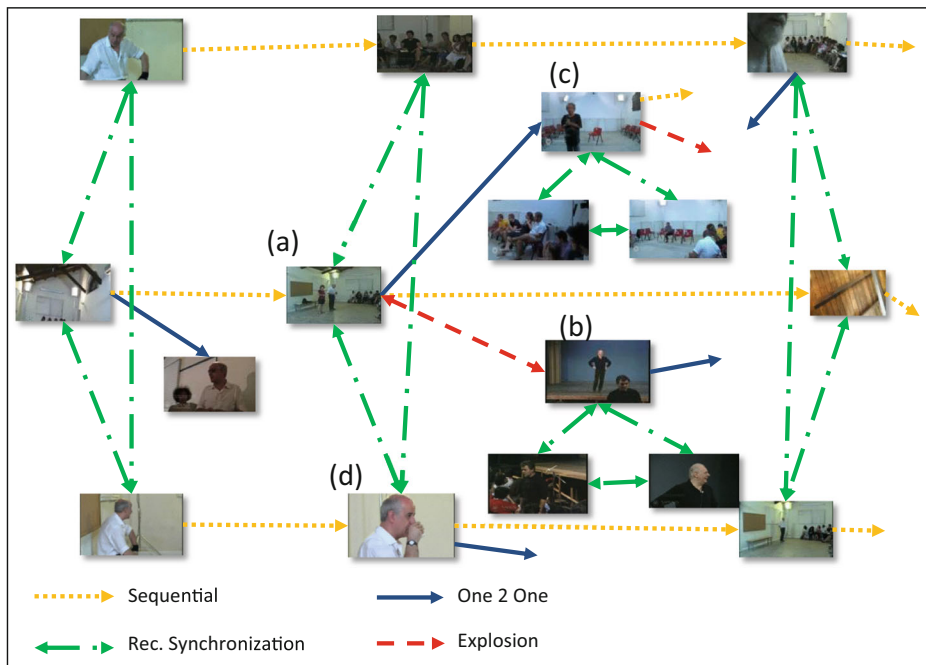 (c)
(a)
(b)
(d)
Sequential
One 2 One
Rec. Synchronization
Explosion